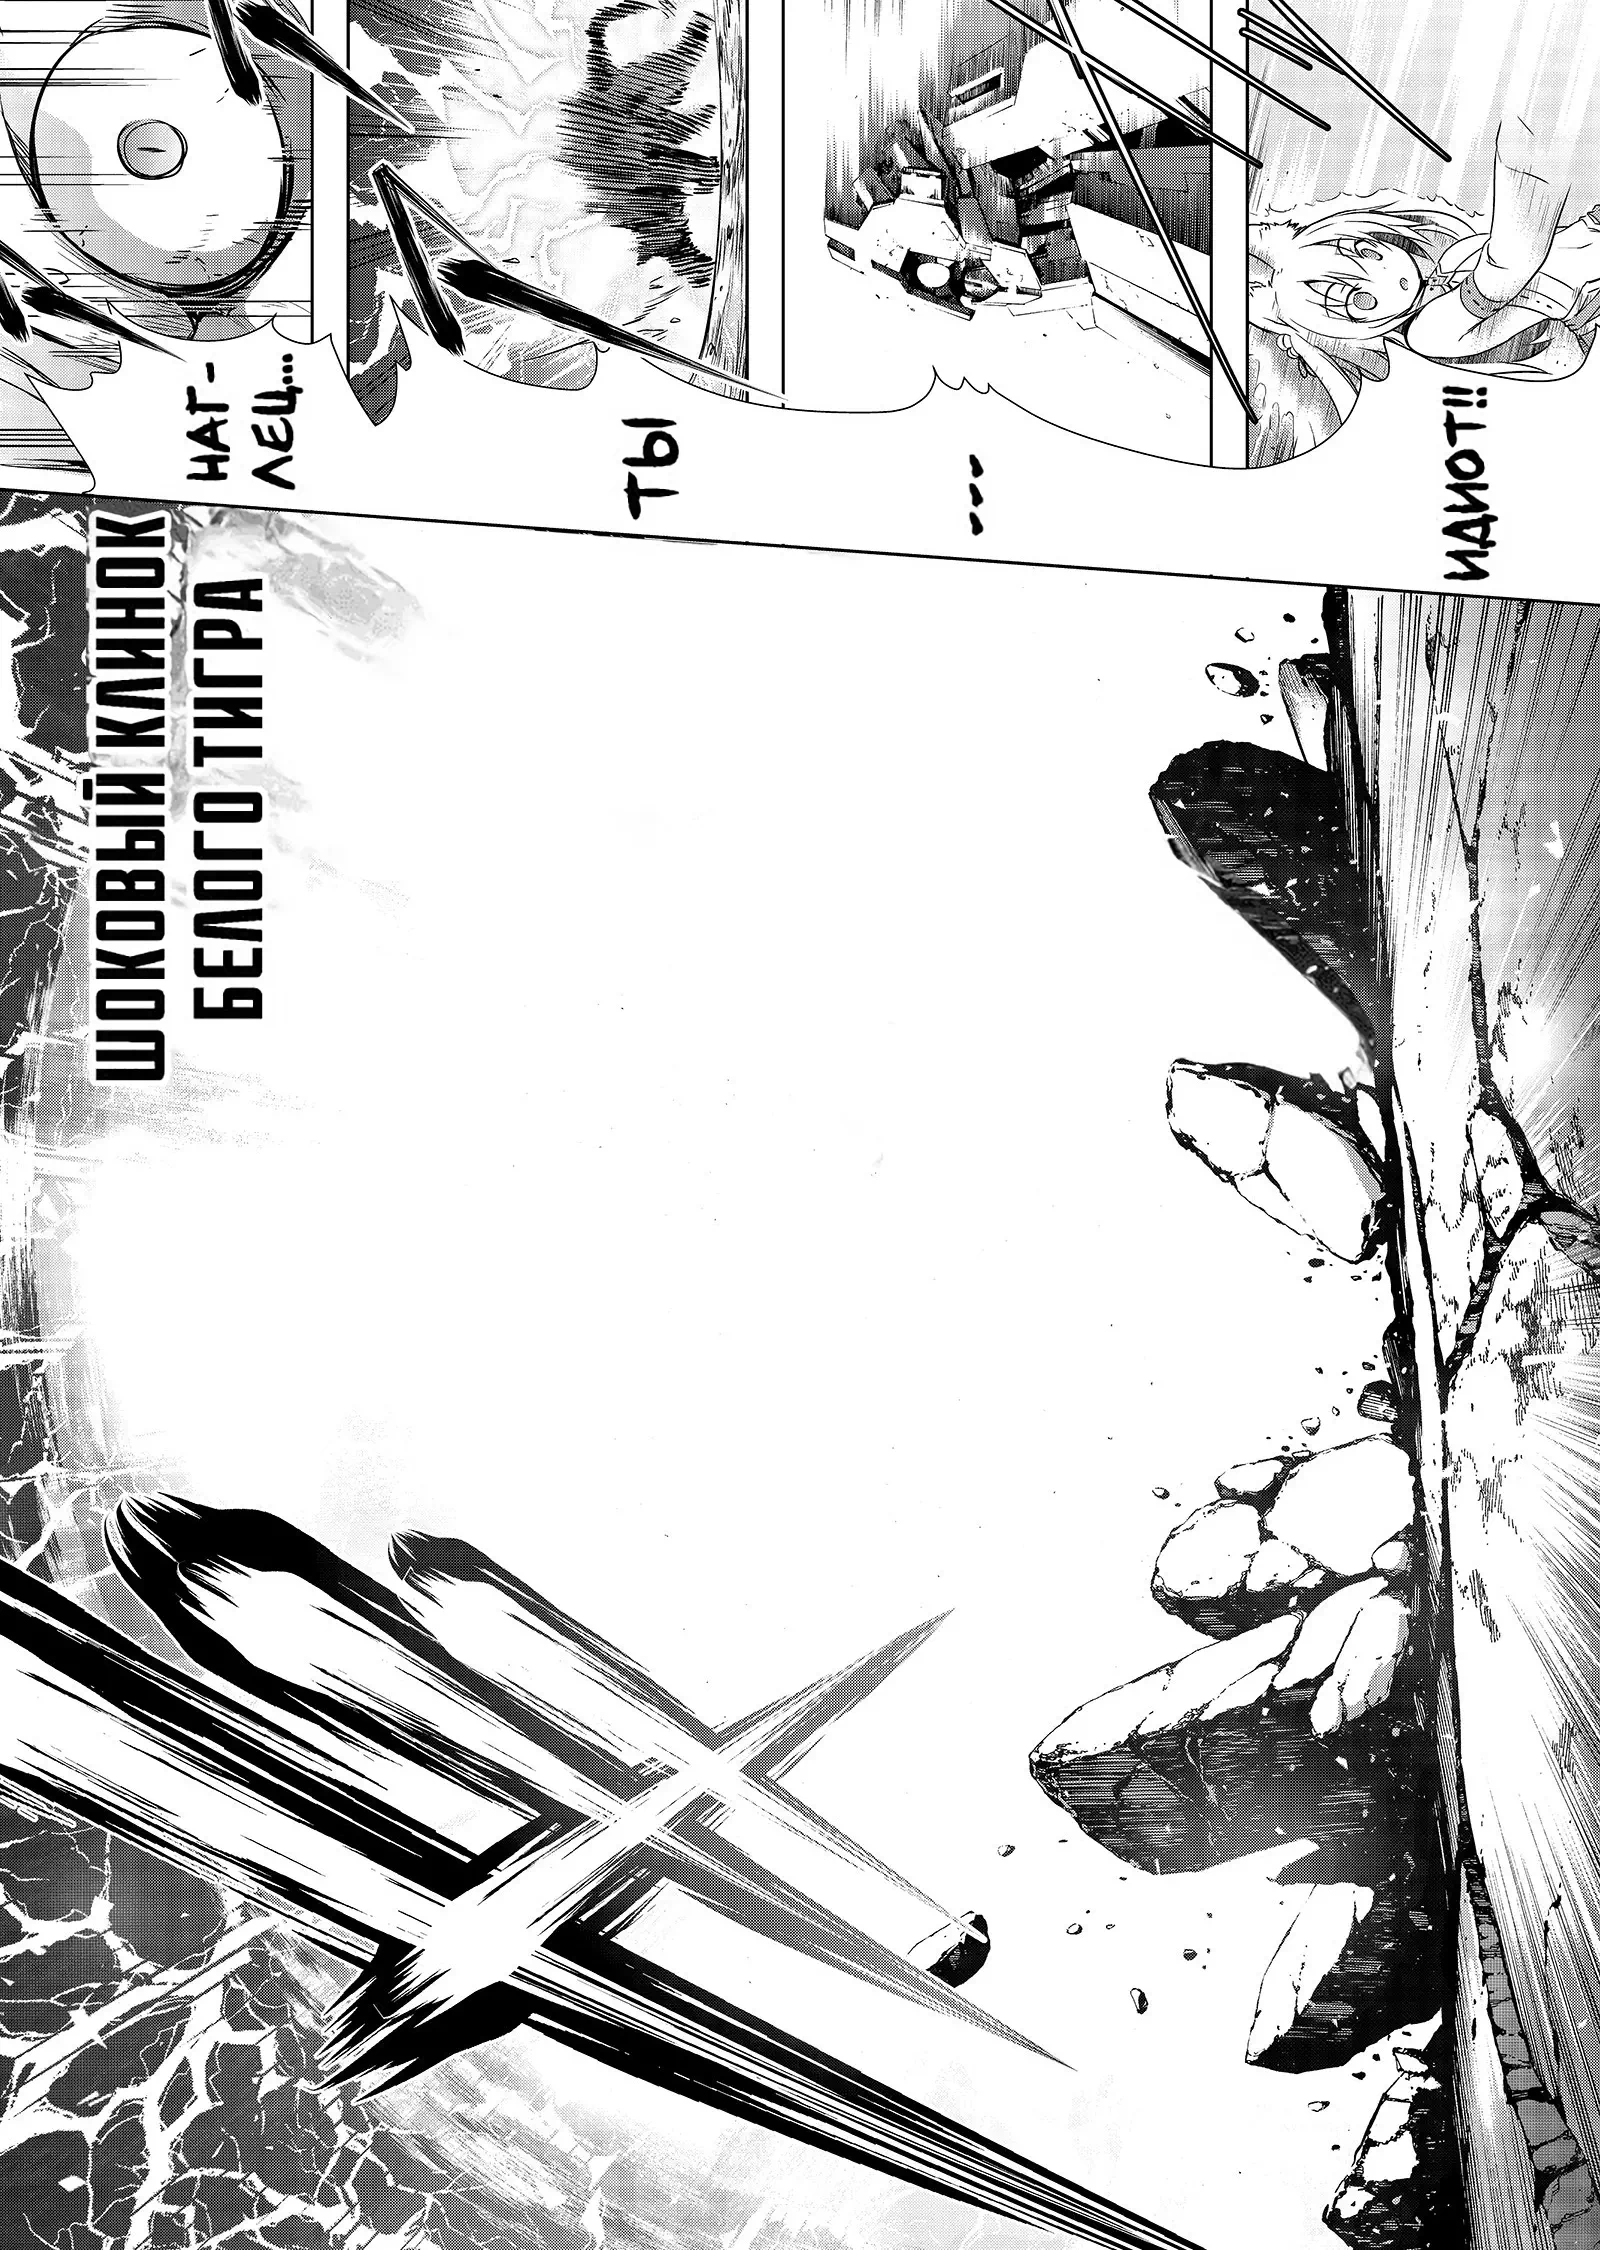 НАГ-
ЛЕЦ...
ТЫ
...
ИДИОТ!!
ШОКОВЫЙ КЛИНОК
БЕЛОГО ТИГРА